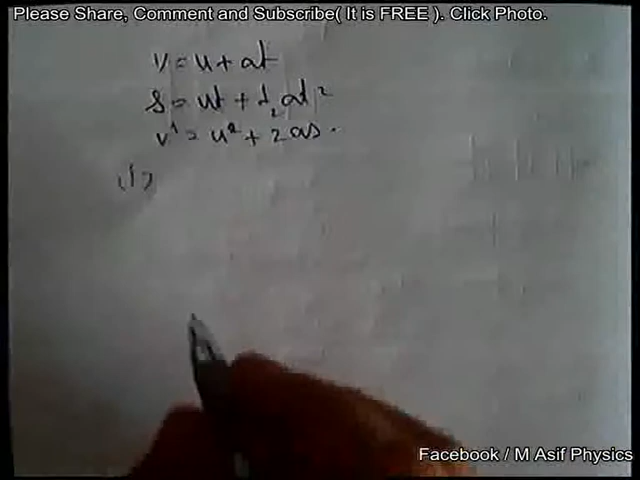 Please Share, Comment and Subscribe( It is FREE ). Click Photo.
v = u + at
s = ut + 1/2 at²
v² = u² + 2as.
(1)
Facebook / M Asif Physics